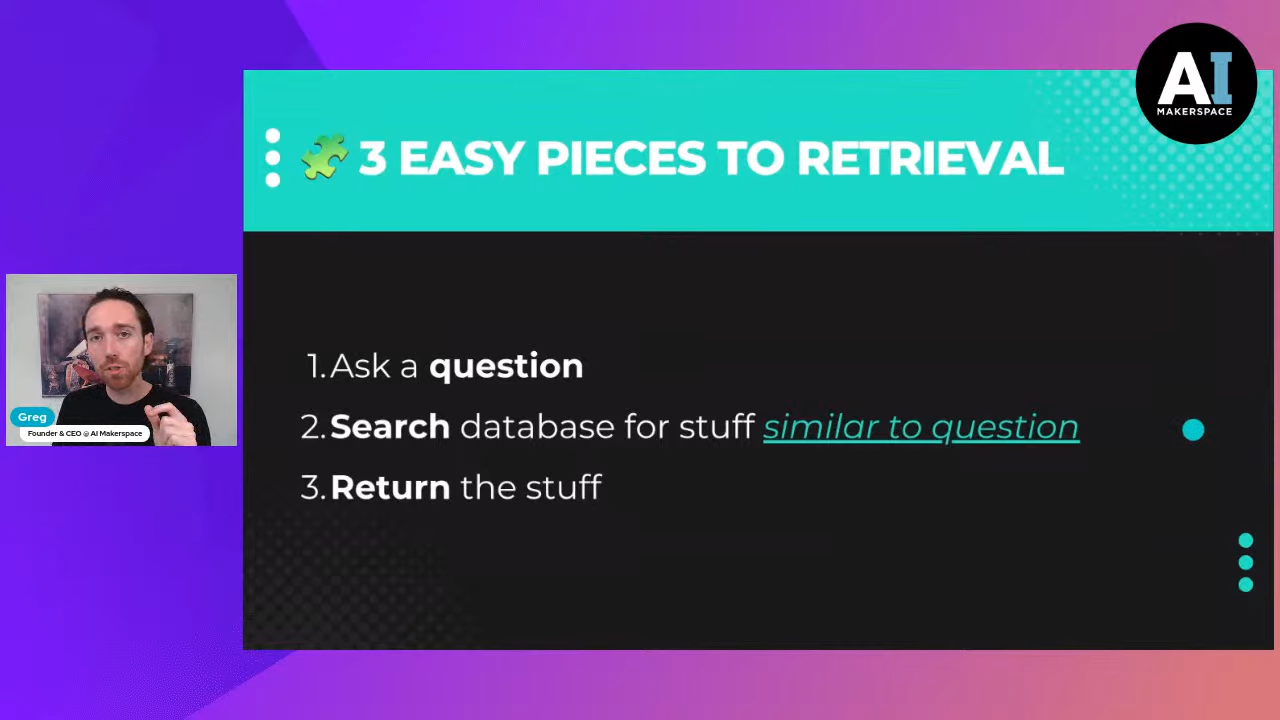 AI
MAKERSPACE
3 EASY PIECES TO RETRIEVAL
1. Ask a question
2. Search database for stuff similar to question
3. Return the stuff
Greg
Founder & CEO @ AI Makerspace